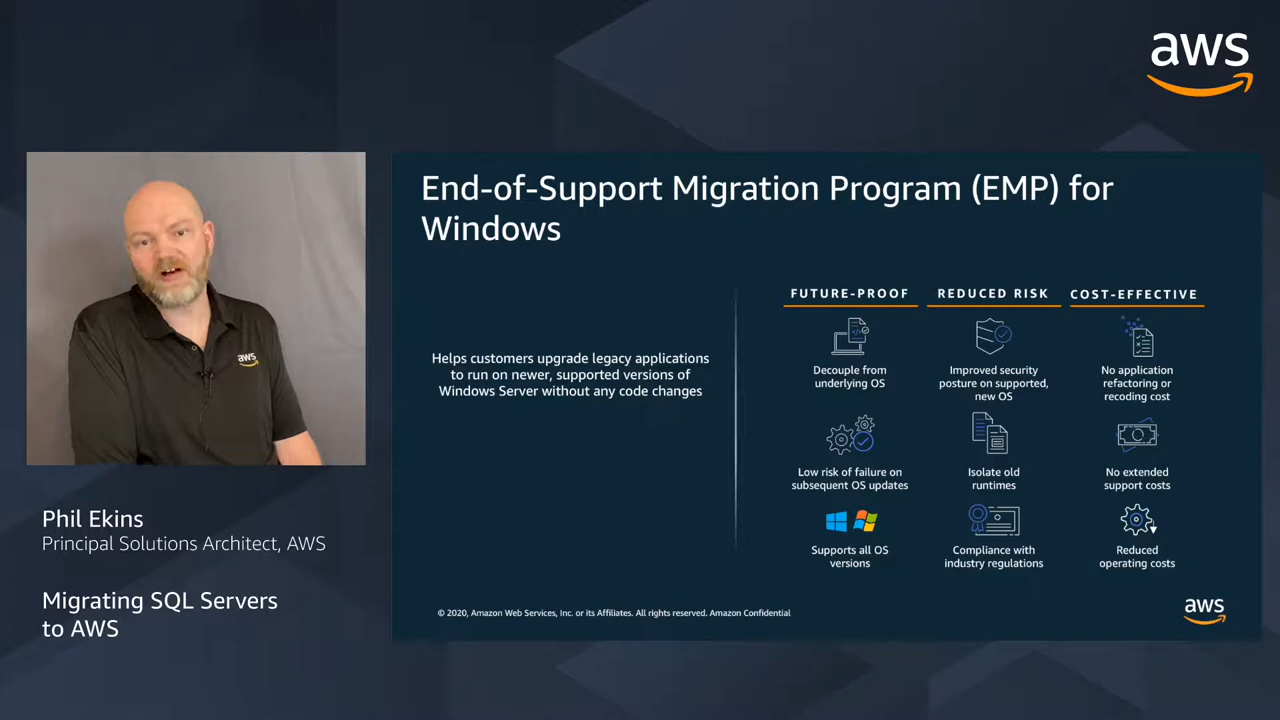 aws
End-of-Support Migration Program (EMP) for
Windows
Helps customers upgrade legacy applications
to run on newer, supported versions of
Windows Server without any code changes
FUTURE-PROOF
Decouple from
underlying OS
Low risk of failure on
subsequent OS updates
Supports all OS
versions
REDUCED RISK
Improved security
posture on supported,
new OS
Isolate old
runtimes
Compliance with
industry regulations
COST-EFFECTIVE
No application
refactoring or
recoding cost
No extended
support costs
Reduced
operating costs
© 2020, Amazon Web Services, Inc. or its Affiliates. All rights reserved. Amazon Confidential
aws
aws
Phil Ekins
Principal Solutions Architect, AWS
Migrating SQL Servers
to AWS